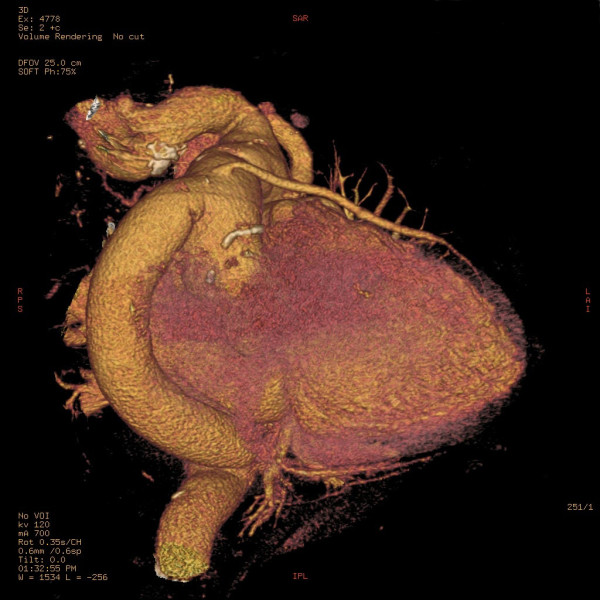 3D
Ex: 4778
Se: 2 +c
Volume Rendering No cut
DFOV 25.0 cm
SOFT Ph:75%
SAR
R
P
S
L
A
I
251/1
No VOI
kv 120
mA 700
Rot 0.35s/CH
0.6mm /0.6sp
Tilt: 0.0
01:32:55 PM
W = 1534 L = -256
IPL